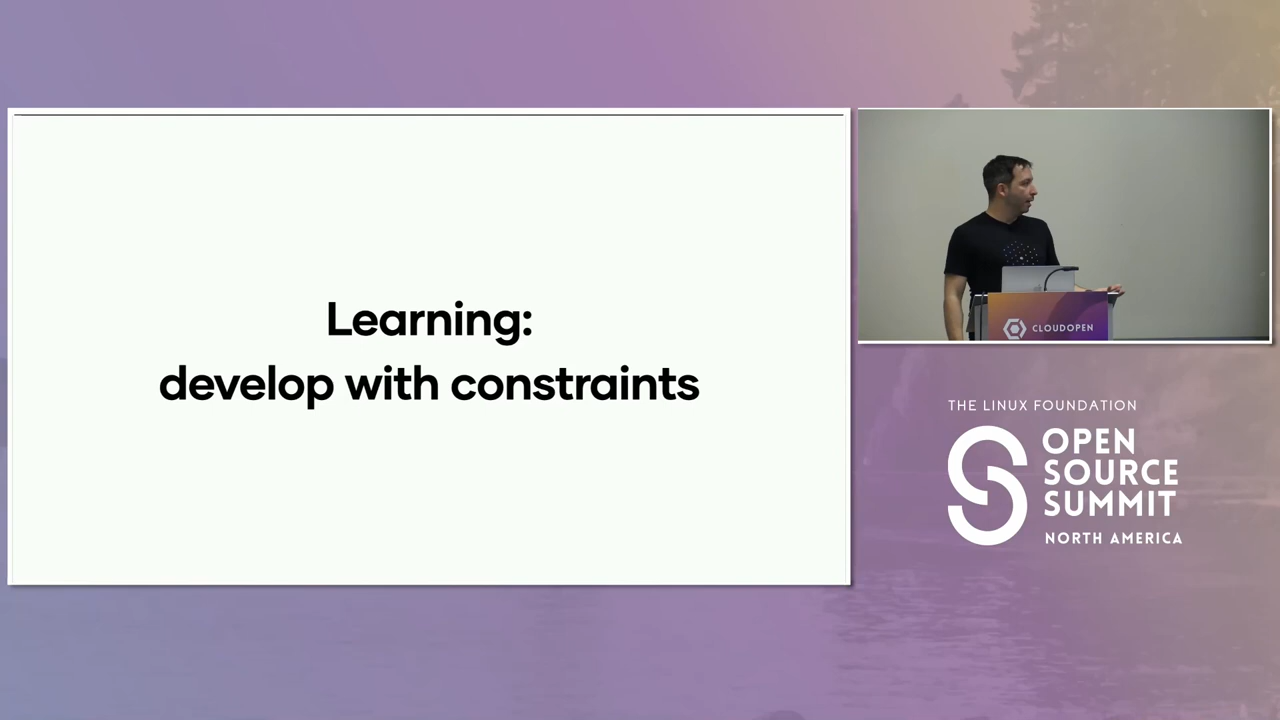 Learning:
develop with constraints
CLOUDOPEN
THE LINUX FOUNDATION
OPEN
SOURCE
SUMMIT
NORTH AMERICA